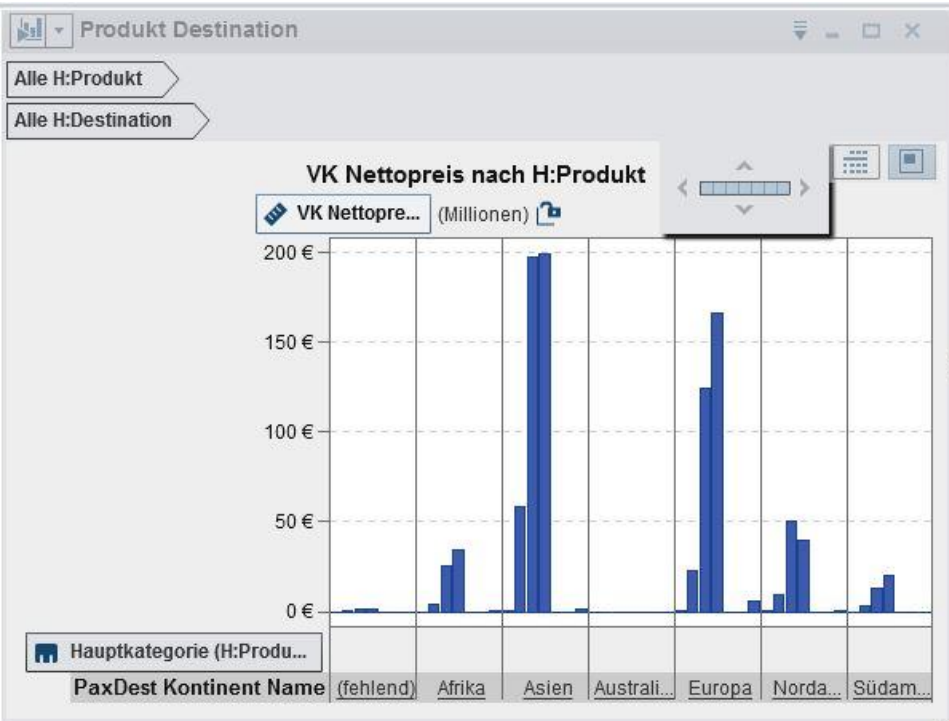 Produkt Destination
Alle H:Produkt
Alle H:Destination
VK Nettopreis nach H:Produkt
VK Nettopre... (Millionen)
200 €
150 €
100 €
50 €
0 €
Hauptkategorie (H:Produ...
PaxDest Kontinent Name (fehlend) Afrika Asien Australi... Europa Norda... Südam...